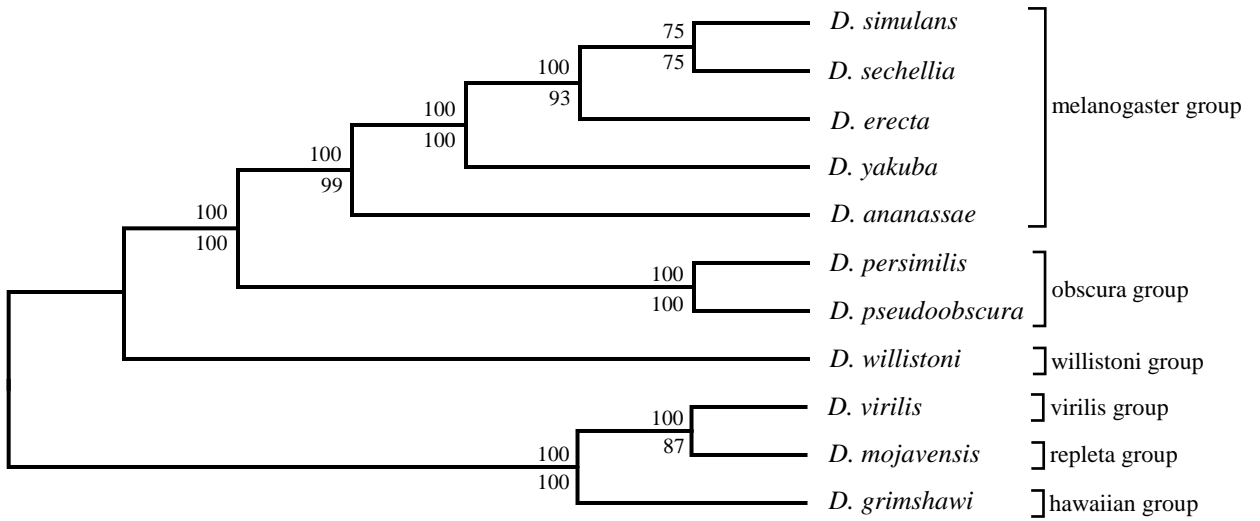 75 D. simulans
75 D. sechellia
100
93 D. erecta
melanogaster group
100
100
D. yakuba
100
99
D. ananassae
100
100
100 D. persimilis
100 D. pseudoobscura
obscura group
D. willistoni willistoni group
100 D. virilis virilis group
87 D. mojavensis repleta group
100
100
D. grimshawi hawaiian group